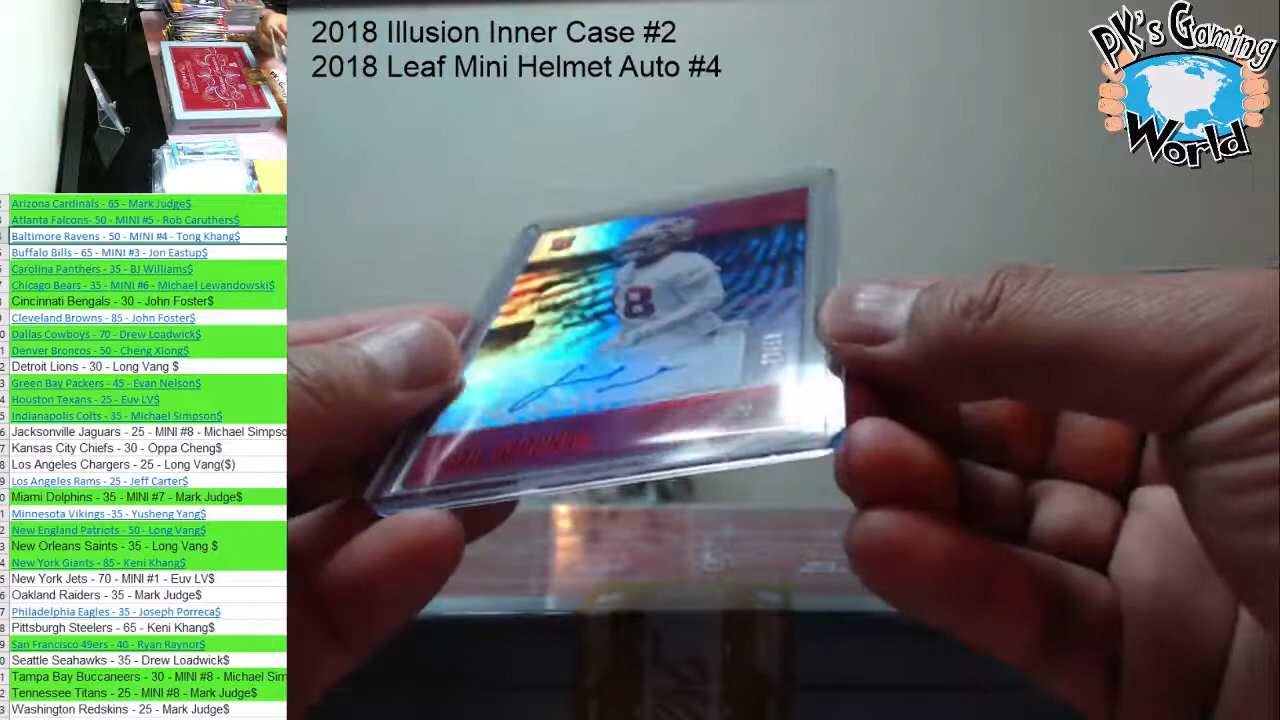 2018 Illusion Inner Case #2
2018 Leaf Mini Helmet Auto #4
PK's Gaming
World
Arizona Cardinals - 65 - Mark Judge$
Atlanta Falcons- 50 - MINI #5 - Rob Caruthers$
Baltimore Ravens - 50 - MINI #4 - Tong Khang$
Buffalo Bills - 65 - MINI #3 - Jon Eastup$
Carolina Panthers - 35 - BJ Williams$
Chicago Bears - 35 - MINI #6 - Michael Lewandowski$
Cincinnati Bengals - 30 - John Foster$
Cleveland Browns - 85 - John Foster$
Dallas Cowboys - 70 - Drew Loadwick$
Denver Broncos - 50 - Cheng Xiong$
Detroit Lions - 30 - Long Vang $
Green Bay Packers - 45 - Evan Nelson$
Houston Texans - 25 - Euv LV$
Indianapolis Colts - 35 - Michael Simpson$
Jacksonville Jaguars - 25 - MINI #8 - Michael Simpso
Kansas City Chiefs - 30 - Oppa Cheng$
Los Angeles Chargers - 25 - Long Vang($)
Los Angeles Rams - 25 - Jeff Carter$
Miami Dolphins - 35 - MINI #7 - Mark Judge$
Minnesota Vikings -35 - Yusheng Yang$
New England Patriots - 50 - Long Vang$
New Orleans Saints - 35 - Long Vang $
New York Giants - 85 - Keni Khang$
New York Jets - 70 - MINI #1 - Euv LV$
Oakland Raiders - 35 - Mark Judge$
Philadelphia Eagles - 35 - Joseph Porreca$
Pittsburgh Steelers - 65 - Keni Khang$
San Francisco 49ers - 40 - Ryan Raynor$
Seattle Seahawks - 35 - Drew Loadwick$
Tampa Bay Buccaneers - 30 - MINI #8 - Michael Sim
Tennessee Titans - 25 - MINI #8 - Mark Judge$
Washington Redskins - 25 - Mark Judge$
8